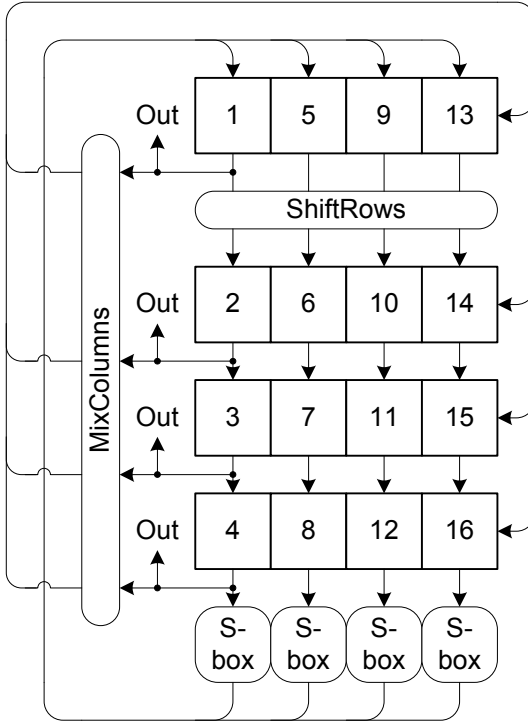 Out
1 5 9 13
ShiftRows
Out
2 6 10 14
MixColumns
Out
3 7 11 15
Out
4 8 12 16
S-
box
S-
box
S-
box
S-
box